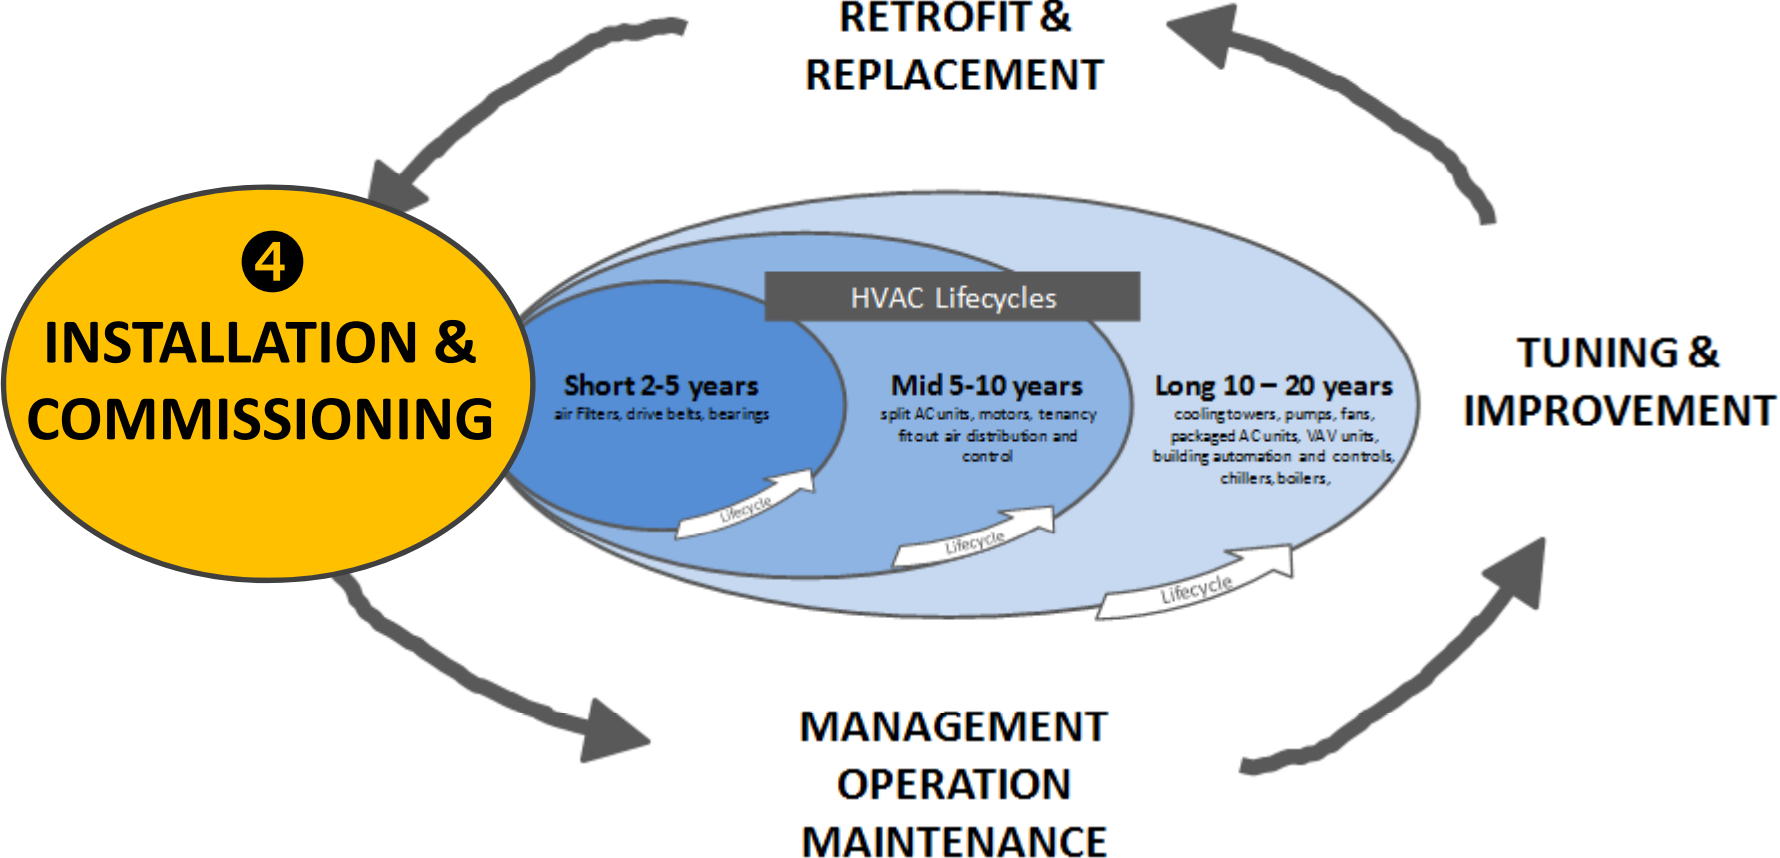 RETROFIT &
REPLACEMENT
❹
INSTALLATION &
COMMISSIONING
HVAC Lifecycles
Short 2-5 years
air Filters, drive belts, bearings
Lifecycle
Mid 5-10 years
split AC units, motors, tenancy
fitout air distribution and
control
Lifecycle
Long 10 – 20 years
cooling towers, pumps, fans,
packaged AC units, VAV units,
building automation and controls,
chillers, boilers,
Lifecycle
TUNING &
IMPROVEMENT
MANAGEMENT
OPERATION
MAINTENANCE